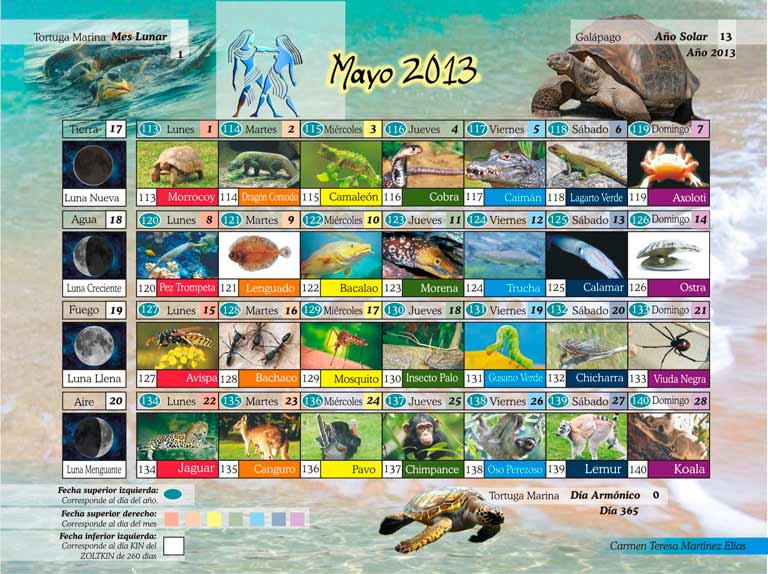 Tortuga Marina Mes Lunar
1
Mayo 2013
Galápago Año Solar 13
Año 2013
Tierra 17 113 Lunes 1 114 Martes 2 115 Miércoles 3 116 Jueves 4 117 Viernes 5 118 Sábado 6 119 Domingo 7
Luna Nueva 113 Morrocoy 114 Dragón Comodo 115 Camaleón 116 Cobra 117 Caimán 118 Lagarto Verde 119 Axoloti
Agua 18 120 Lunes 8 121 Martes 9 122 Miércoles 10 123 Jueves 11 124 Viernes 12 125 Sábado 13 126 Domingo 14
Luna Creciente 120 Pez Trompeta 121 Lenguado 122 Bacalao 123 Morena 124 Trucha 125 Calamar 126 Ostra
Fuego 19 127 Lunes 15 128 Martes 16 129 Miércoles 17 130 Jueves 18 131 Viernes 19 132 Sábado 20 133 Domingo 21
Luna Llena 127 Avispa 128 Bachaco 129 Mosquito 130 Insecto Palo 131 Gusano Verde 132 Chicharra 133 Viuda Negra
Aire 20 134 Lunes 22 135 Martes 23 136 Miércoles 24 137 Jueves 25 138 Viernes 26 139 Sábado 27 140 Domingo 28
Luna Menguante 134 Jaguar 135 Canguro 136 Pavo 137 Chimpance 138 Oso Perezoso 139 Lemur 140 Koala
Fecha superior izquierda:
Corresponde al día del año.
Fecha superior derecho:
Corresponde al día del mes
Fecha inferior izquierda:
Corresponde al día KIN del
ZOLTKIN de 260 días
Tortuga Marina Día Armónico 0
Día 365
Carmen Teresa Martínez Elías